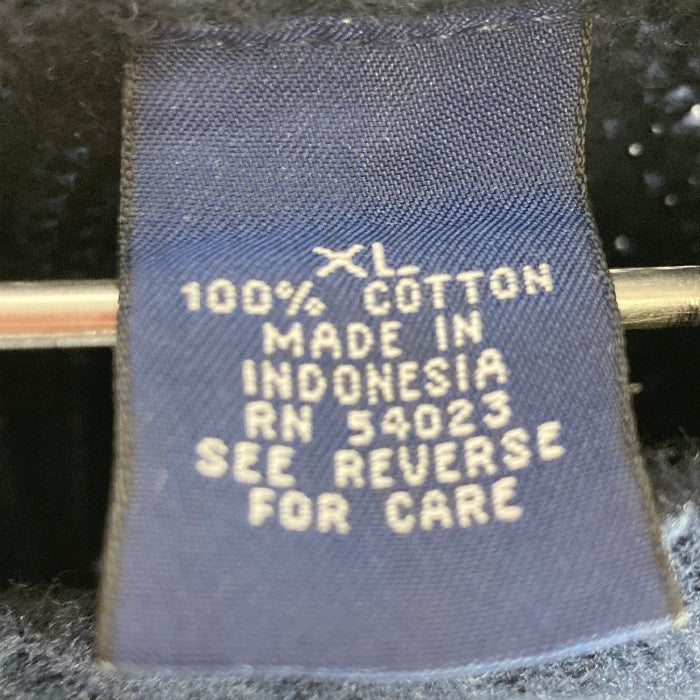 XL
100% COTTON
MADE IN
INDONESIA
RN 54023
SEE REVERSE
FOR CARE